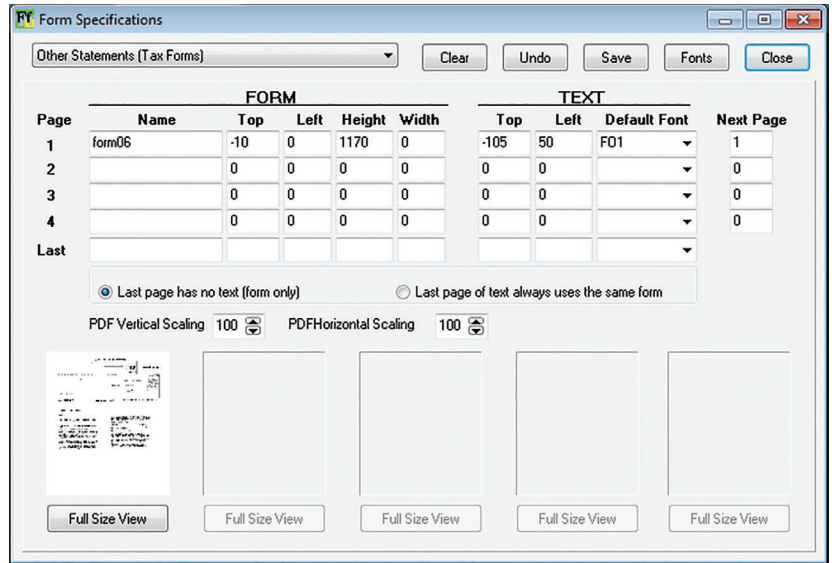 Ff Form Specifications
Other Statements (Tax Forms) Clear Undo Save Fonts Close
FORM TEXT
Page Name Top Left Height Width Top Left Default Font Next Page
1 form06 -10 0 1170 0 -105 50 F01 1
2 0 0 0 0 0 0 0
3 0 0 0 0 0 0 0
4 0 0 0 0 0 0 0
Last
Last page has no text (form only) Last page of text always uses the same form
PDF Vertical Scaling 100 PDFHorizontal Scaling 100
Full Size View Full Size View Full Size View Full Size View Full Size View